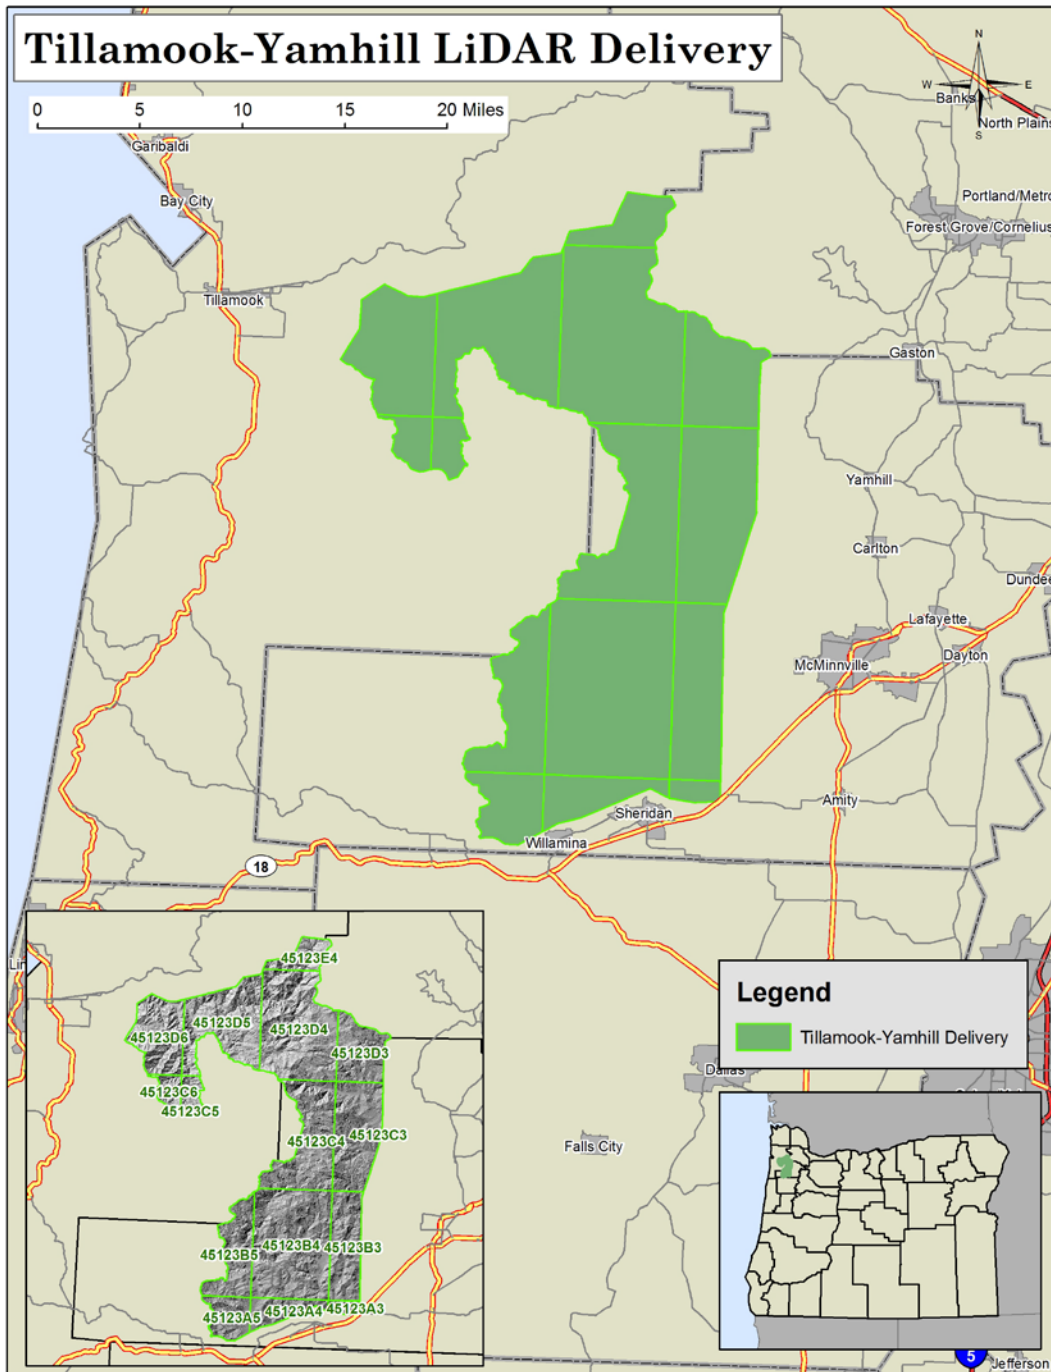 Tillamook-Yamhill LiDAR Delivery
0 5 10 15 20 Miles
N
W E
S
Banks
North Plains
Garibaldi
Bay City
Portland/Metro
Forest Grove/Cornelius
Tillamook
Gaston
Yamhill
Carlton
Dundee
Lafayette
McMinnville
Dayton
Amity
Sheridan
Willamina
18
Lin
Legend
Tillamook-Yamhill Delivery
Dallas
Falls City
45123E4
45123D6
45123D5
45123D4
45123D3
45123C6
45123C5
45123C4
45123C3
45123B5
45123B4
45123B3
45123A5
45123A4
45123A3
5
Jefferson